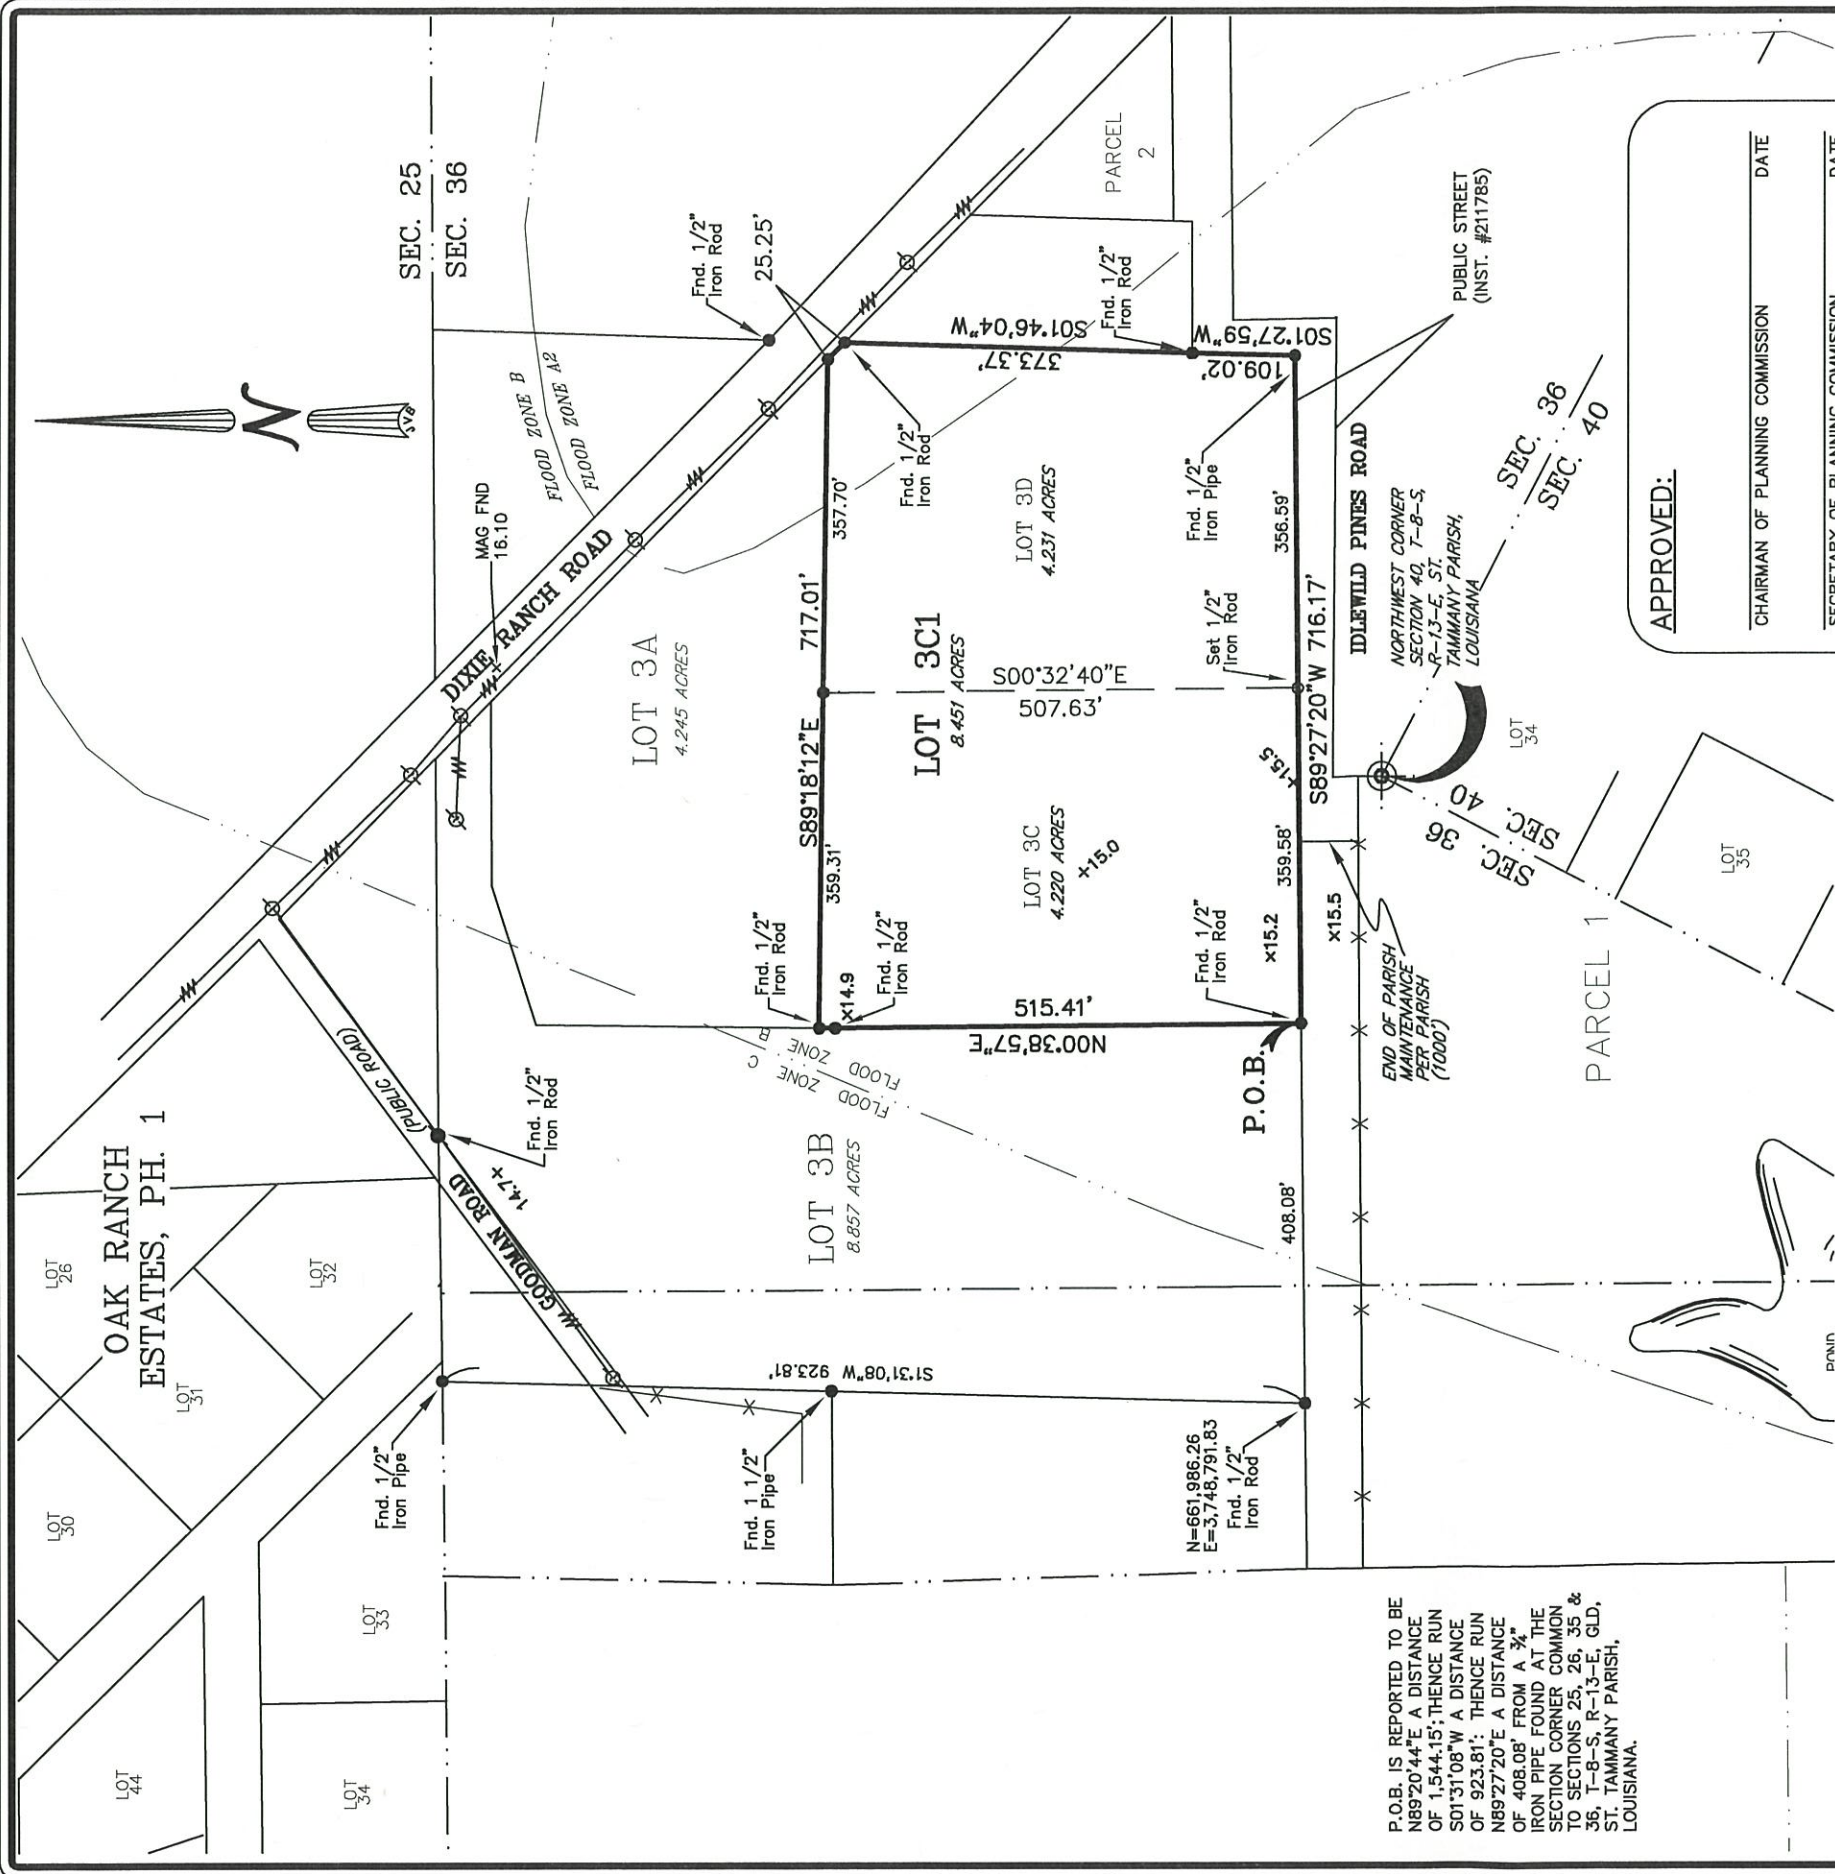 OAK RANCH
ESTATES, PH. 1
LOT
26
LOT
30
LOT
31
LOT
32
LOT
33
LOT
34
LOT
44
SEC. 25
SEC. 36
FLOOD ZONE B
FLOOD ZONE A2
MAG FND
16.10
DIXIE RANCH ROAD
(PUBLIC ROAD)
GOODMAN ROAD
14.7
Fnd. 1/2"
Iron Rod
Fnd. 1/2"
Iron Pipe
Fnd. 1 1/2"
Iron Pipe
S1°31'08"W 923.81'
N=661,986.26
E=3,748,791.83
Fnd. 1/2"
Iron Rod
LOT 3A
4.245 ACRES
LOT 3B
8.857 ACRES
FLOOD ZONE B
FLOOD ZONE C
Fnd. 1/2"
Iron Rod
25.25'
Fnd. 1/2"
Iron Rod
S89°18'12"E 717.01'
359.31'
357.70'
Fnd. 1/2"
Iron Rod
x14.9
Fnd. 1/2"
Iron Rod
LOT 3C1
8.451 ACRES
LOT 3C
4.220 ACRES
x15.0
LOT 3D
4.231 ACRES
S00°32'40"E
507.63'
N00°38'57"E
515.41'
S01°46'04"W
373.37'
Fnd. 1/2"
Iron Rod
S01°27'59"W
109.02'
Fnd. 1/2"
Iron Pipe
Set 1/2"
Iron Rod
Fnd. 1/2"
Iron Rod
x15.2
x15.5
P.O.B.
408.08'
359.58'
356.59'
S89°27'20"W 716.17'
x15.5
IDLEWILD PINES ROAD
PARCEL
2
PUBLIC STREET
(INST. #211785)
NORTHWEST CORNER
SECTION 40, T-8-S,
R-13-E, ST.
TAMMANY PARISH,
LOUISIANA
SEC. 36
SEC. 40
SEC. 40
SEC. 36
END OF PARISH
MAINTENANCE
PER PARISH
(1000')
PARCEL 1
LOT
34
LOT
35
POND
P.O.B. IS REPORTED TO BE
N89°20'44"E A DISTANCE
OF 1,544.15'; THENCE RUN
S01°31'08"W A DISTANCE
OF 923.81'; THENCE RUN
N89°27'20"E A DISTANCE
OF 408.08' FROM A ¾"
IRON PIPE FOUND AT THE
SECTION CORNER COMMON
TO SECTIONS 25, 26, 35 &
36, T-8-S, R-13-E, GLD,
ST. TAMMANY PARISH,
LOUISIANA.
APPROVED:
CHAIRMAN OF PLANNING COMMISSION DATE
SECRETARY OF PLANNING COMMISSION DATE
N
JVB